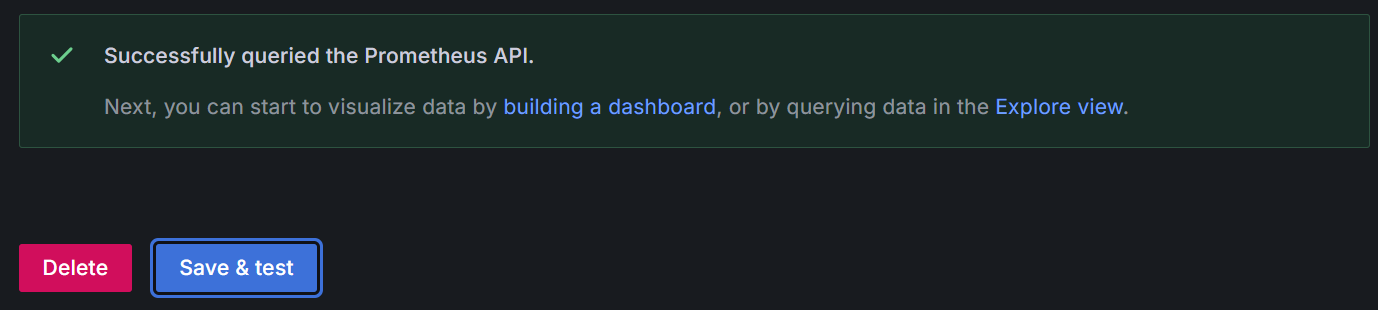 Successfully queried the Prometheus API.
Next, you can start to visualize data by building a dashboard, or by querying data in the Explore view.
Delete Save & test